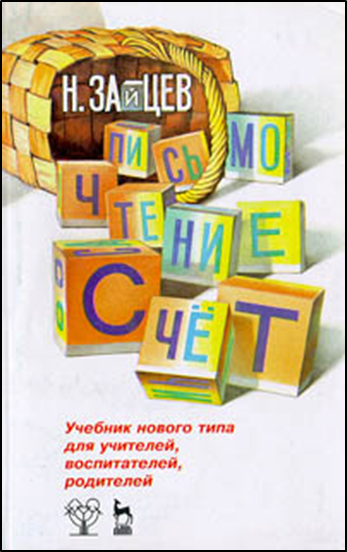 Н. ЗАЙЦЕВ
ПИСЬМО
ЧТЕНИЕ
СЧЁТ
Учебник нового типа
для учителей,
воспитателей,
родителей